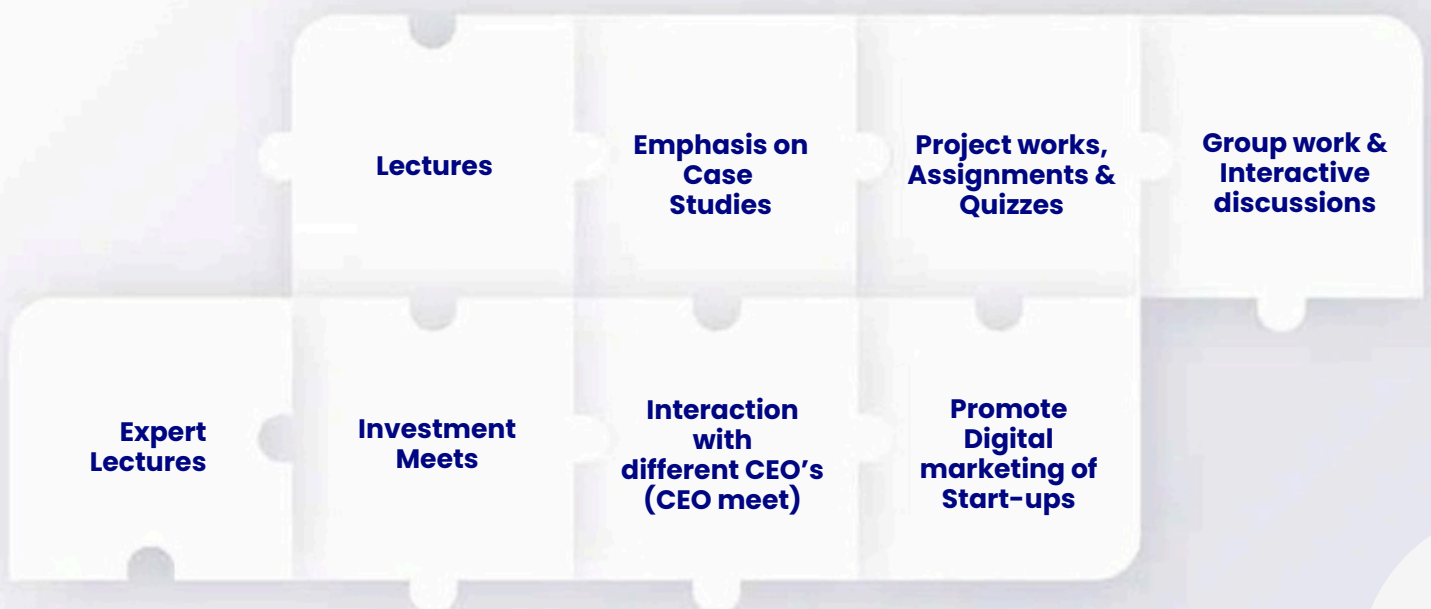 Lectures
Emphasis on
Case
Studies
Project works,
Assignments &
Quizzes
Group work &
Interactive
discussions
Expert
Lectures
Investment
Meets
Interaction
with
different CEO’s
(CEO meet)
Promote
Digital
marketing of
Start-ups